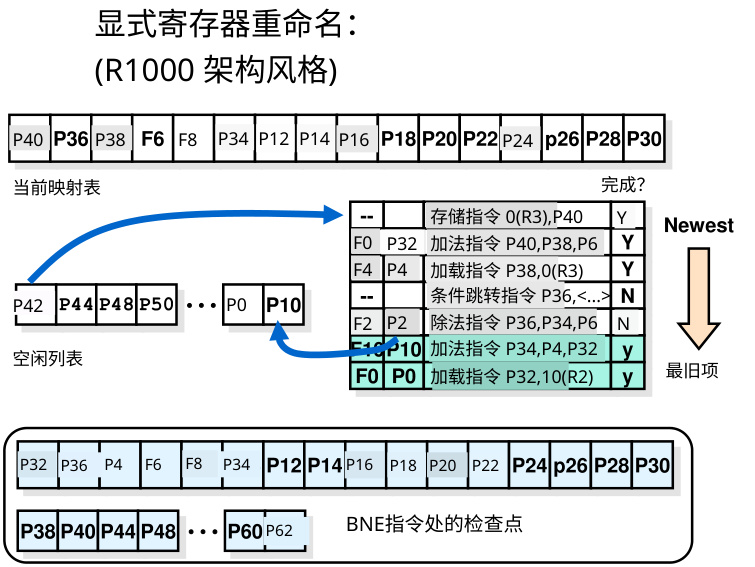 显式寄存器重命名：
(R1000 架构风格)
P40 P36 P38 F6 F8 P34 P12 P14 P16 P18 P20 P22 P24 p26 P28 P30
当前映射表
完成？
-- 存储指令 0(R3),P40 Y
F0 P32 加法指令 P40,P38,P6 Y
F4 P4 加载指令 P38,0(R3) Y
-- 条件跳转指令 P36,<...> N
F2 P2 除法指令 P36,P34,P6 N
F10 P10 加法指令 P34,P4,P32 y
F0 P0 加载指令 P32,10(R2) y
Newest
最旧项
P42 P44 P48 P50 ... P0 P10
空闲列表
P32 P36 P4 F6 F8 P34 P12 P14 P16 P18 P20 P22 P24 p26 P28 P30
P38 P40 P44 P48 ... P60 P62
BNE指令处的检查点